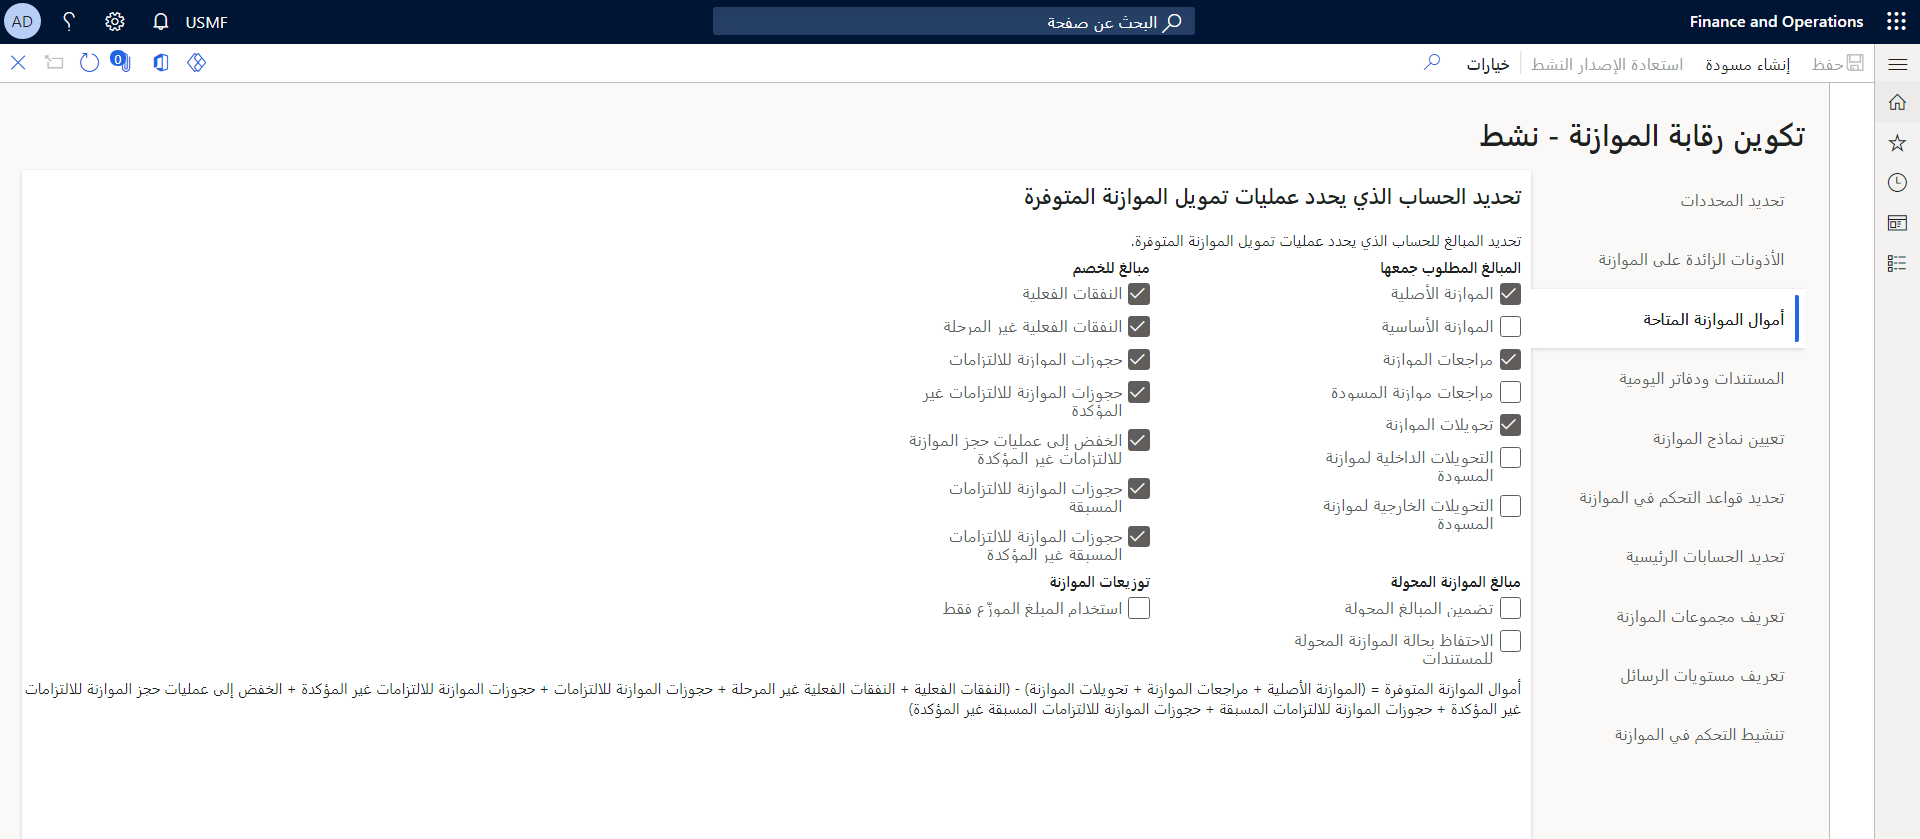 Finance and Operations
البحث عن صفحة
USMF
AD
حفظ
إنشاء مسودة
استعادة الإصدار النشط
خيارات
0
تكوين رقابة الموازنة - نشط
تحديد المحددات
الأذونات الزائدة على الموازنة
أموال الموازنة المتاحة
المستندات ودفاتر اليومية
تعيين نماذج الموازنة
تحديد قواعد التحكم في الموازنة
تحديد الحسابات الرئيسية
تعريف مجموعات الموازنة
تعريف مستويات الرسائل
تنشيط التحكم في الموازنة
تحديد الحساب الذي يحدد عمليات تمويل الموازنة المتوفرة
تحديد المبالغ للحساب الذي يحدد عمليات تمويل الموازنة المتوفرة.
المبالغ المطلوب جمعها
الموازنة الأصلية
الموازنة الأساسية
مراجعات الموازنة
مراجعات موازنة المسودة
تحويلات الموازنة
التحويلات الداخلية لموازنة
المسودة
التحويلات الخارجية لموازنة
المسودة
مبالغ للخصم
النفقات الفعلية
النفقات الفعلية غير المرحلة
حجوزات الموازنة للالتزامات
حجوزات الموازنة للالتزامات غير
المؤكدة
الخفض إلى عمليات حجز الموازنة
للالتزامات غير المؤكدة
حجوزات الموازنة للالتزامات
المسبقة
حجوزات الموازنة للالتزامات
المسبقة غير المؤكدة
مبالغ الموازنة المحولة
تضمين المبالغ المحولة
الاحتفاظ بحالة الموازنة المحولة
للمستندات
توزيعات الموازنة
استخدام المبلغ الموزّع فقط
أموال الموازنة المتوفرة = (الموازنة الأصلية + مراجعات الموازنة + تحويلات الموازنة) - (النفقات الفعلية + النفقات الفعلية غير المرحلة + حجوزات الموازنة للالتزامات + حجوزات الموازنة للالتزامات غير المؤكدة + الخفض إلى عمليات حجز الموازنة للالتزامات
غير المؤكدة + حجوزات الموازنة للالتزامات المسبقة + حجوزات الموازنة للالتزامات المسبقة غير المؤكدة)